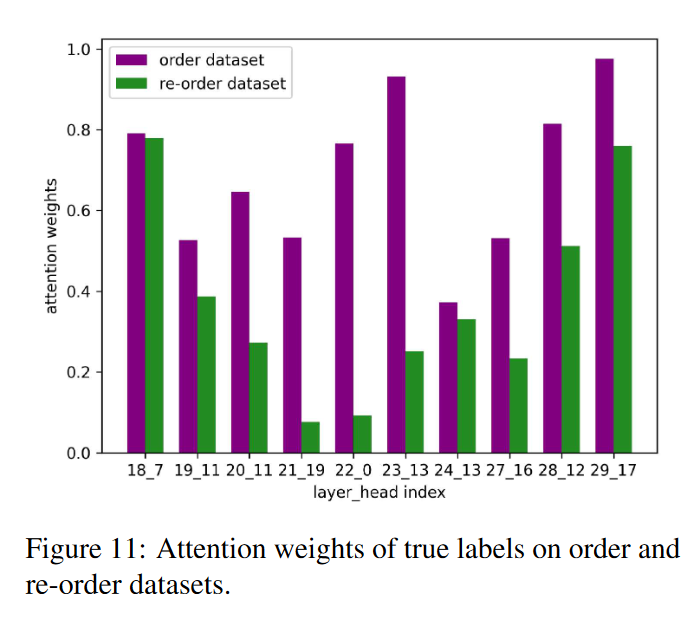 1.0
order dataset
re-order dataset
0.8
0.6
0.4
0.2
0.0
attention weights
18_7 19_11 20_11 21_19 22_0 23_13 24_13 27_16 28_12 29_17
layer_head index
Figure 11: Attention weights of true labels on order and
re-order datasets.